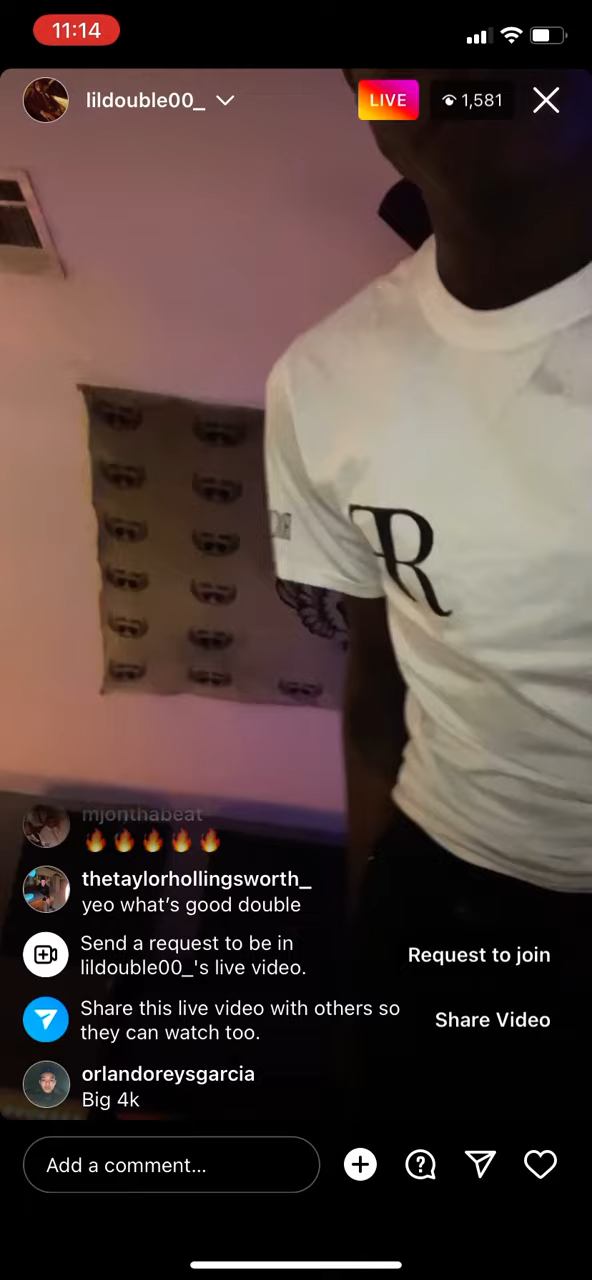 11:14
lildouble00_
LIVE
1,581
R
mjonthabeat
🔥🔥🔥🔥🔥
thetaylorhollingsworth_
yeo what's good double
Send a request to be in
lildouble00_'s live video.
Request to join
Share this live video with others so
they can watch too.
Share Video
orlandoreysgarcia
Big 4k
Add a comment...